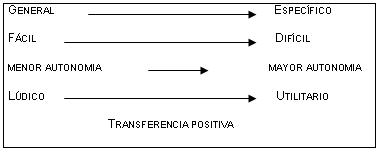 GENERAL ESPECÍFICO
FÁCIL DIFÍCIL
MENOR AUTONOMIA MAYOR AUTONOMIA
LÚDICO UTILITARIO
TRANSFERENCIA POSITIVA